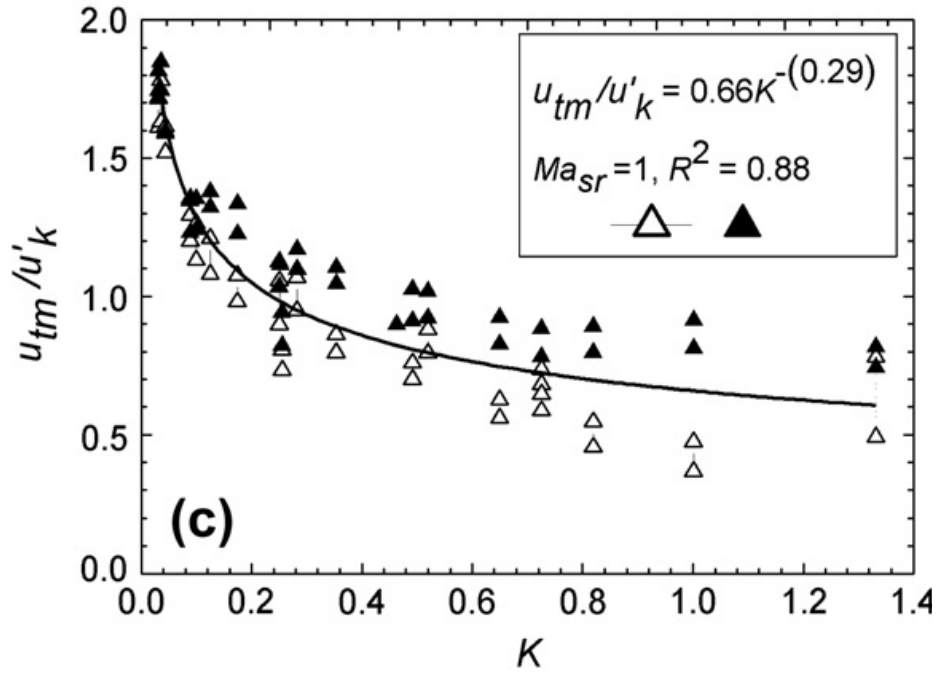 2.0
1.5
1.0
0.5
0.0
u_tm/u'_k
u_tm/u'_k = 0.66K^-(0.29)
Ma_sr =1, R^2 = 0.88
(c)
0.0 0.2 0.4 0.6 0.8 1.0 1.2 1.4
K